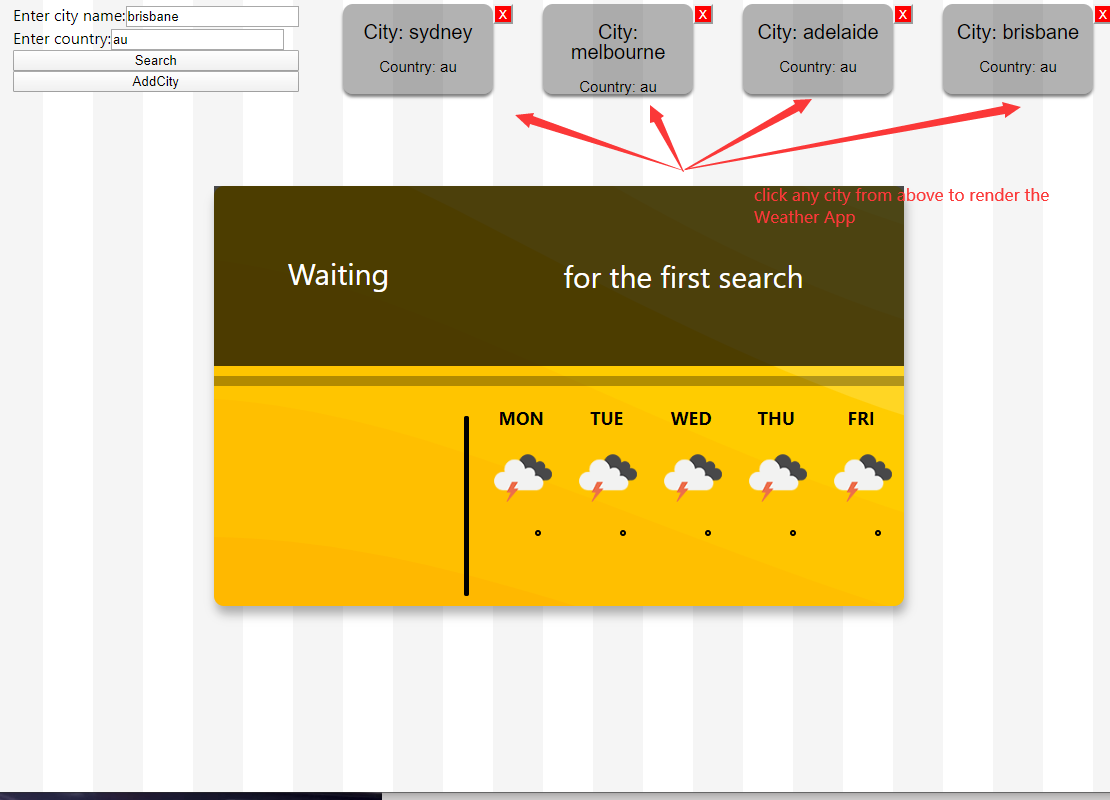 Enter city name:brisbane
Enter country:au
Search
AddCity
City: sydney
Country: au
X
City:
melbourne
Country: au
X
City: adelaide
Country: au
X
City: brisbane
Country: au
X
click any city from above to render the
Weather App
Waiting
for the first search
MON TUE WED THU FRI